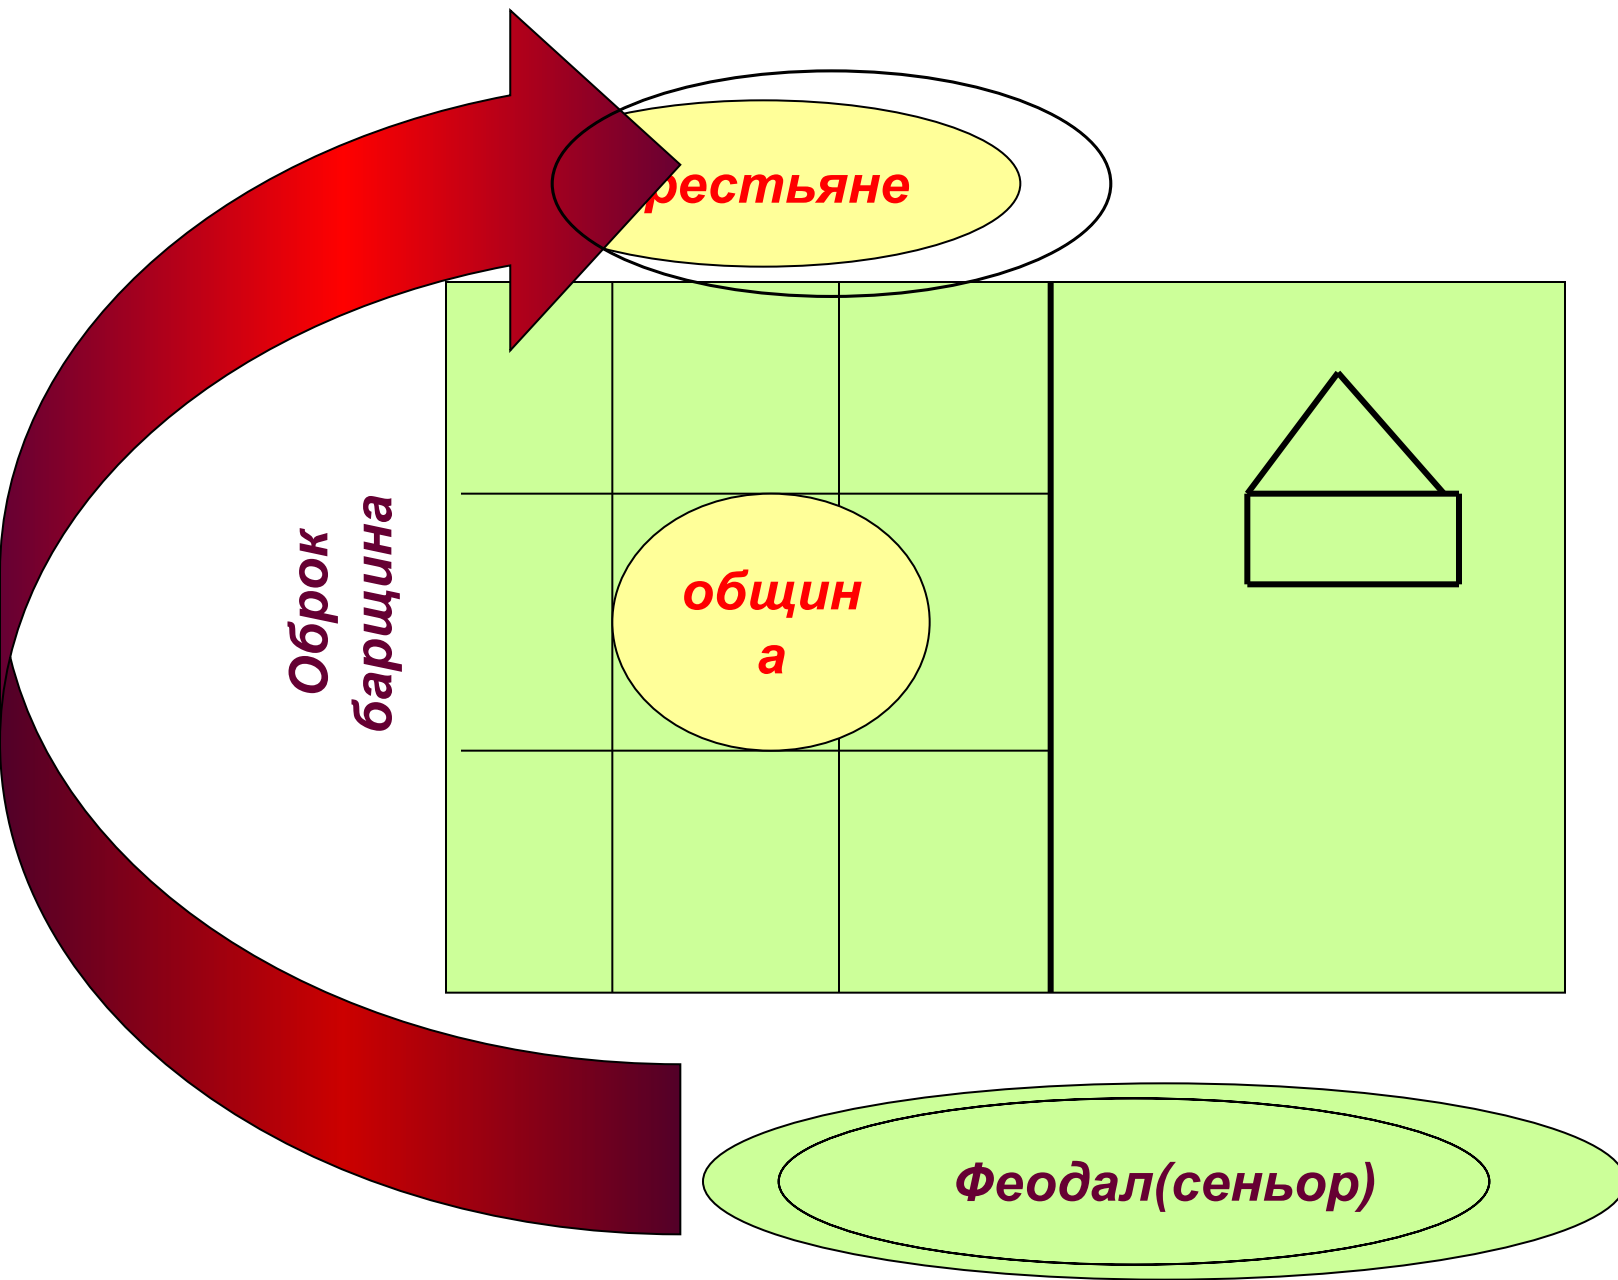 рестьяне
Оброк
барщина
общин
а
Феодал(сеньор)